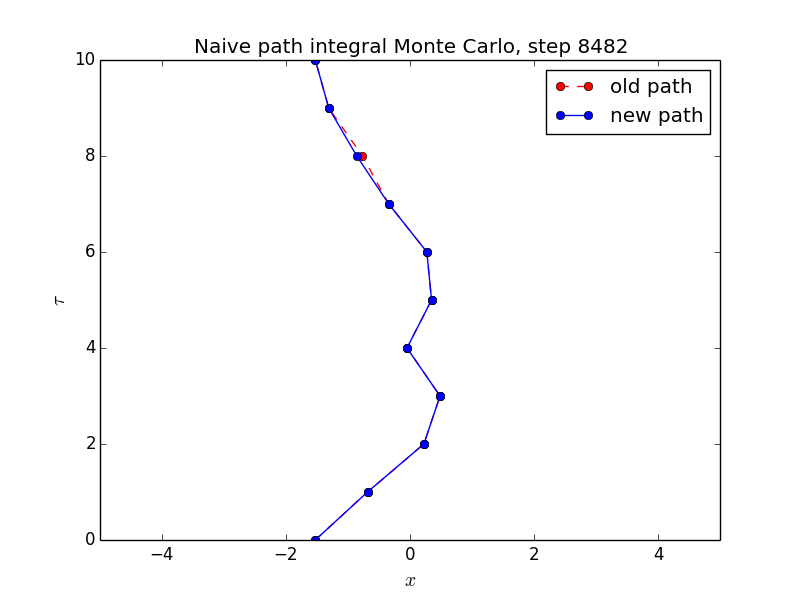 Naive path integral Monte Carlo, step 8482
old path
new path
10
8
6
4
2
0
τ
−4 −2 0 2 4
x